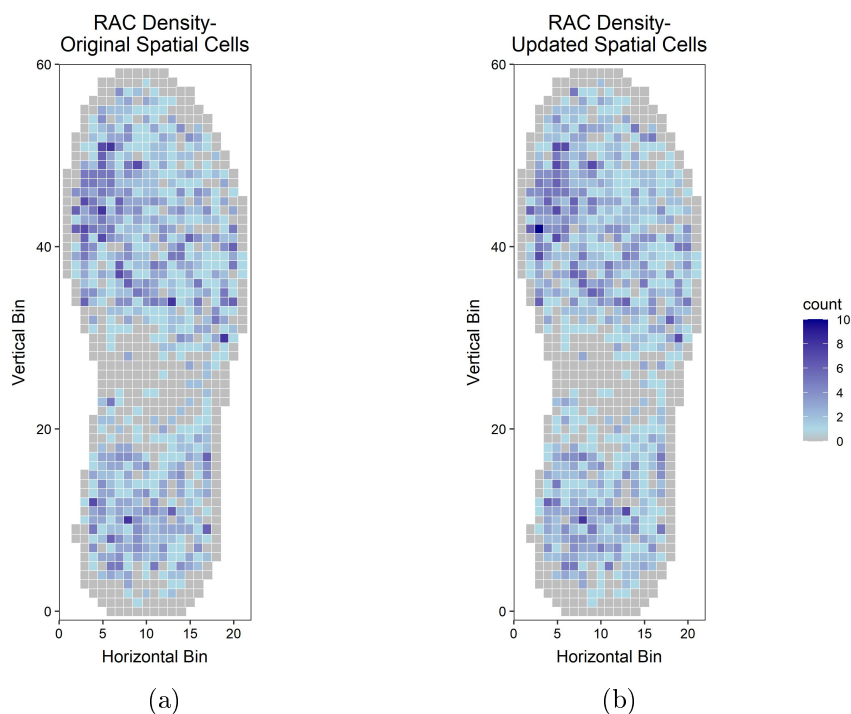 RAC Density-
Original Spatial Cells
60
40
20
0
Vertical Bin
0 5 10 15 20
Horizontal Bin
(a)
RAC Density-
Updated Spatial Cells
60
40
20
0
Vertical Bin
0 5 10 15 20
Horizontal Bin
(b)
count
10
8
6
4
2
0